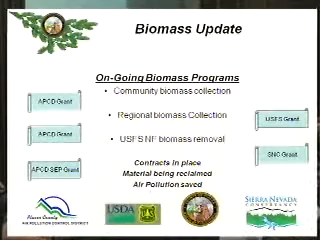 Biomass Update
On-Going Biomass Programs
• Community biomass collection
APCD Grant
• Regional biomass Collection
USFS Grant
APCD Grant
• USFS NF biomass removal
SNC Grant
APCD SEP Grant
Contracts in place
Material being reclaimed
Air Pollution saved
Placer County
AIR POLLUTION CONTROL DISTRICT
USDA
SIERRA NEVADA
CONSERVANCY